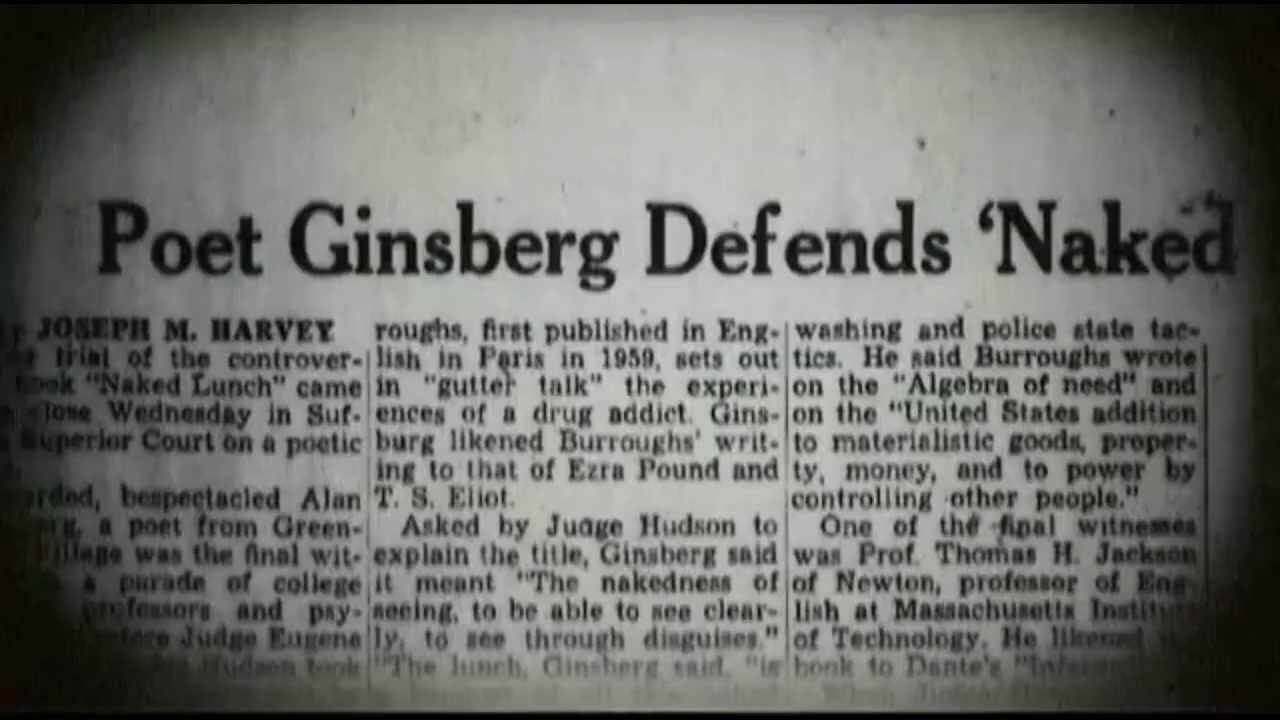 Poet Ginsberg Defends ‘Naked
JOSEPH M. HARVEY
trial of the controver-
"Naked Lunch" came
close Wednesday in Suf-
Superior Court on a poetic
bespectacled Alan
a poet from Green-
was the final wit-
a parade of college
professors and psy-
Judge Eugene
Hudson took
roughs, first published in Eng-
lish in Paris in 1959, sets out
in "gutter talk" the experi-
ences of a drug addict. Gins-
burg likened Burroughs' writ-
ing to that of Ezra Pound and
T. S. Eliot.
Asked by Judge Hudson to
explain the title, Ginsberg said
it meant "The nakedness of
seeing, to be able to see clear-
ly, to see through disguises."
"The lunch, Ginsberg said, "is
washing and police state tac-
tics. He said Burroughs wrote
on the "Algebra of need" and
on the "United States addition
to materialistic goods, proper-
ty, money, and to power by
controlling other people."
One of the final witnesses
was Prof. Thomas H. Jackson
of Newton, professor of Eng-
lish at Massachusetts Institute
of Technology. He likened
book to Dante's